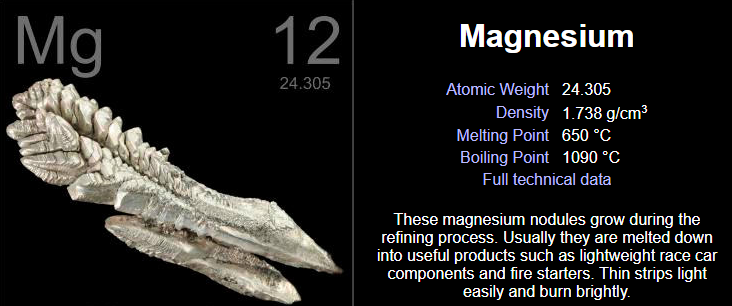 Mg
12
24.305
Magnesium
Atomic Weight 24.305
Density 1.738 g/cm³
Melting Point 650 °C
Boiling Point 1090 °C
Full technical data
These magnesium nodules grow during the
refining process. Usually they are melted down
into useful products such as lightweight race car
components and fire starters. Thin strips light
easily and burn brightly.